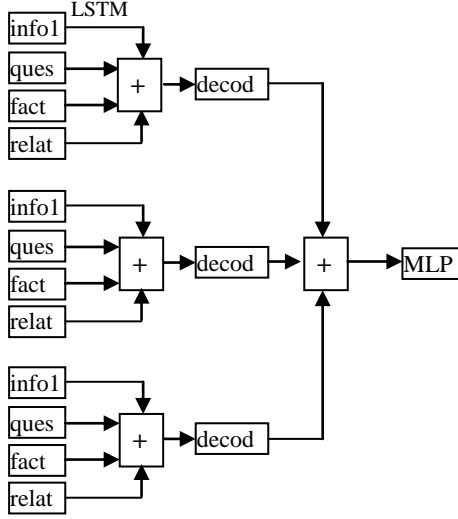 LSTM
info1
ques
fact
relat
+
decod
info1
ques
fact
relat
+
decod
+
MLP
info1
ques
fact
relat
+
decod